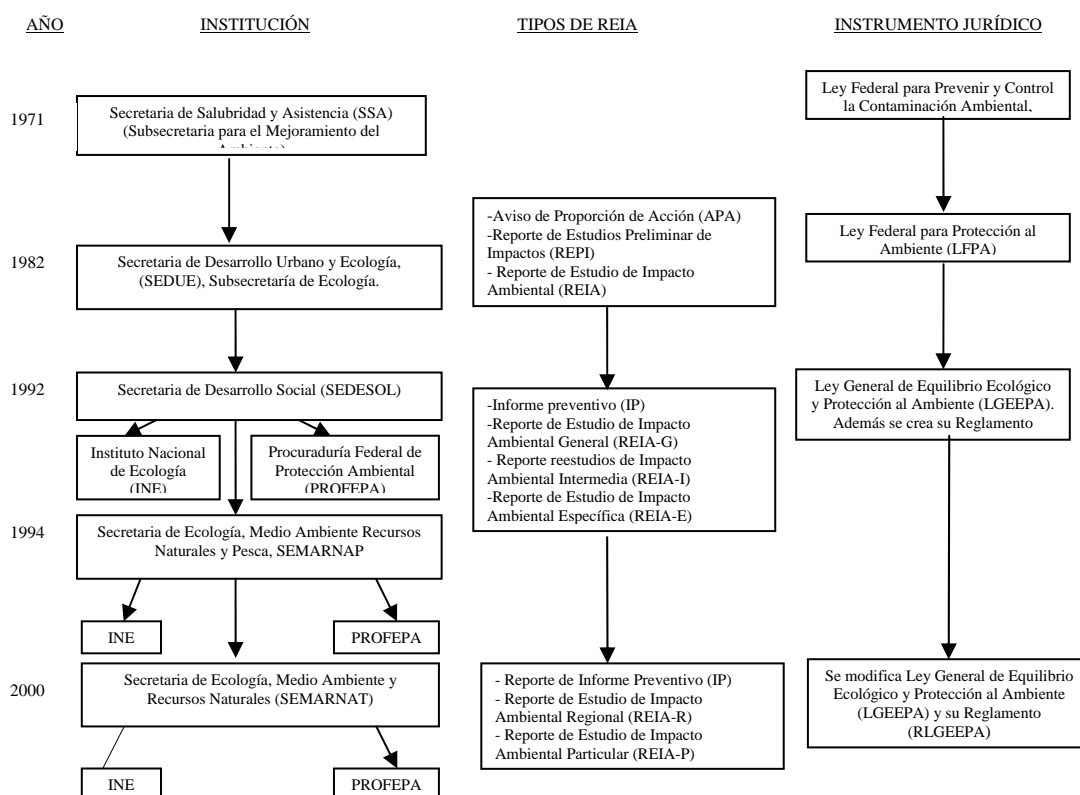 AÑO INSTITUCIÓN TIPOS DE REIA INSTRUMENTO JURÍDICO
Ley Federal para Prevenir y Control
la Contaminación Ambiental,
1971
Secretaria de Salubridad y Asistencia (SSA)
(Subsecretaria para el Mejoramiento del
Ambiente)
-Aviso de Proporción de Acción (APA)
-Reporte de Estudios Preliminar de
Impactos (REPI)
- Reporte de Estudio de Impacto
Ambiental (REIA)
Ley Federal para Protección al
Ambiente (LFPA)
1982
Secretaria de Desarrollo Urbano y Ecología,
(SEDUE), Subsecretaría de Ecología.
1992
Secretaria de Desarrollo Social (SEDESOL)
Instituto Nacional
de Ecología
(INE)
Procuraduría Federal de
Protección Ambiental
(PROFEPA)
-Informe preventivo (IP)
-Reporte de Estudio de Impacto
Ambiental General (REIA-G)
- Reporte reestudios de Impacto
Ambiental Intermedia (REIA-I)
-Reporte de Estudio de Impacto
Ambiental Específica (REIA-E)
Ley General de Equilibrio Ecológico
y Protección al Ambiente (LGEEPA).
Además se crea su Reglamento
1994
Secretaria de Ecología, Medio Ambiente Recursos
Naturales y Pesca, SEMARNAP
INE
PROFEPA
2000
Secretaria de Ecología, Medio Ambiente y
Recursos Naturales (SEMARNAT)
- Reporte de Informe Preventivo (IP)
- Reporte de Estudio de Impacto
Ambiental Regional (REIA-R)
- Reporte de Estudio de Impacto
Ambiental Particular (REIA-P)
Se modifica Ley General de Equilibrio
Ecológico y Protección al Ambiente
(LGEEPA) y su Reglamento
(RLGEEPA)
INE
PROFEPA